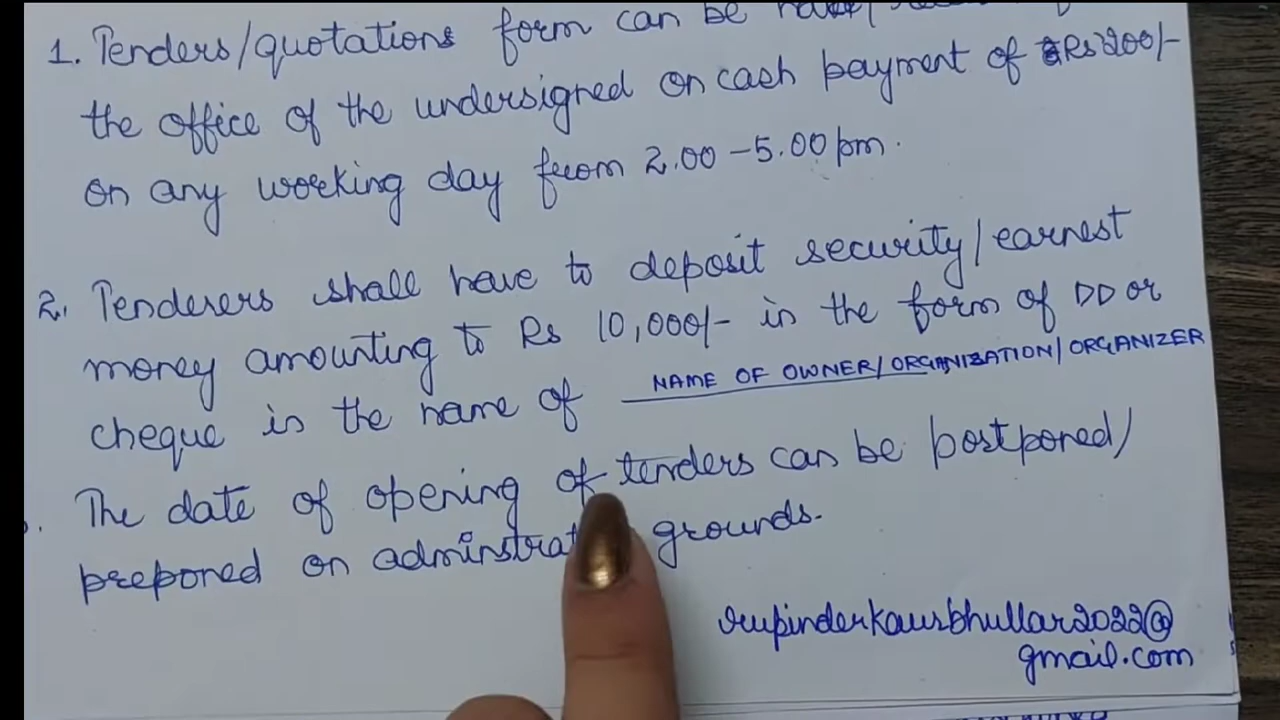 1. Tenders/quotations form can be
the office of the undersigned on cash payment of Rs 200/-
on any working day from 2.00 - 5.00 pm.
2. Tenderers shall have to deposit security/earnest
money amounting to Rs 10,000/- in the form of DD or
cheque in the name of NAME OF OWNER/ORGANIZATION/ORGANIZER
The date of opening of tenders can be postponed/
preponed on grounds.
rupinderkaurbhullar2022@
gmail.com